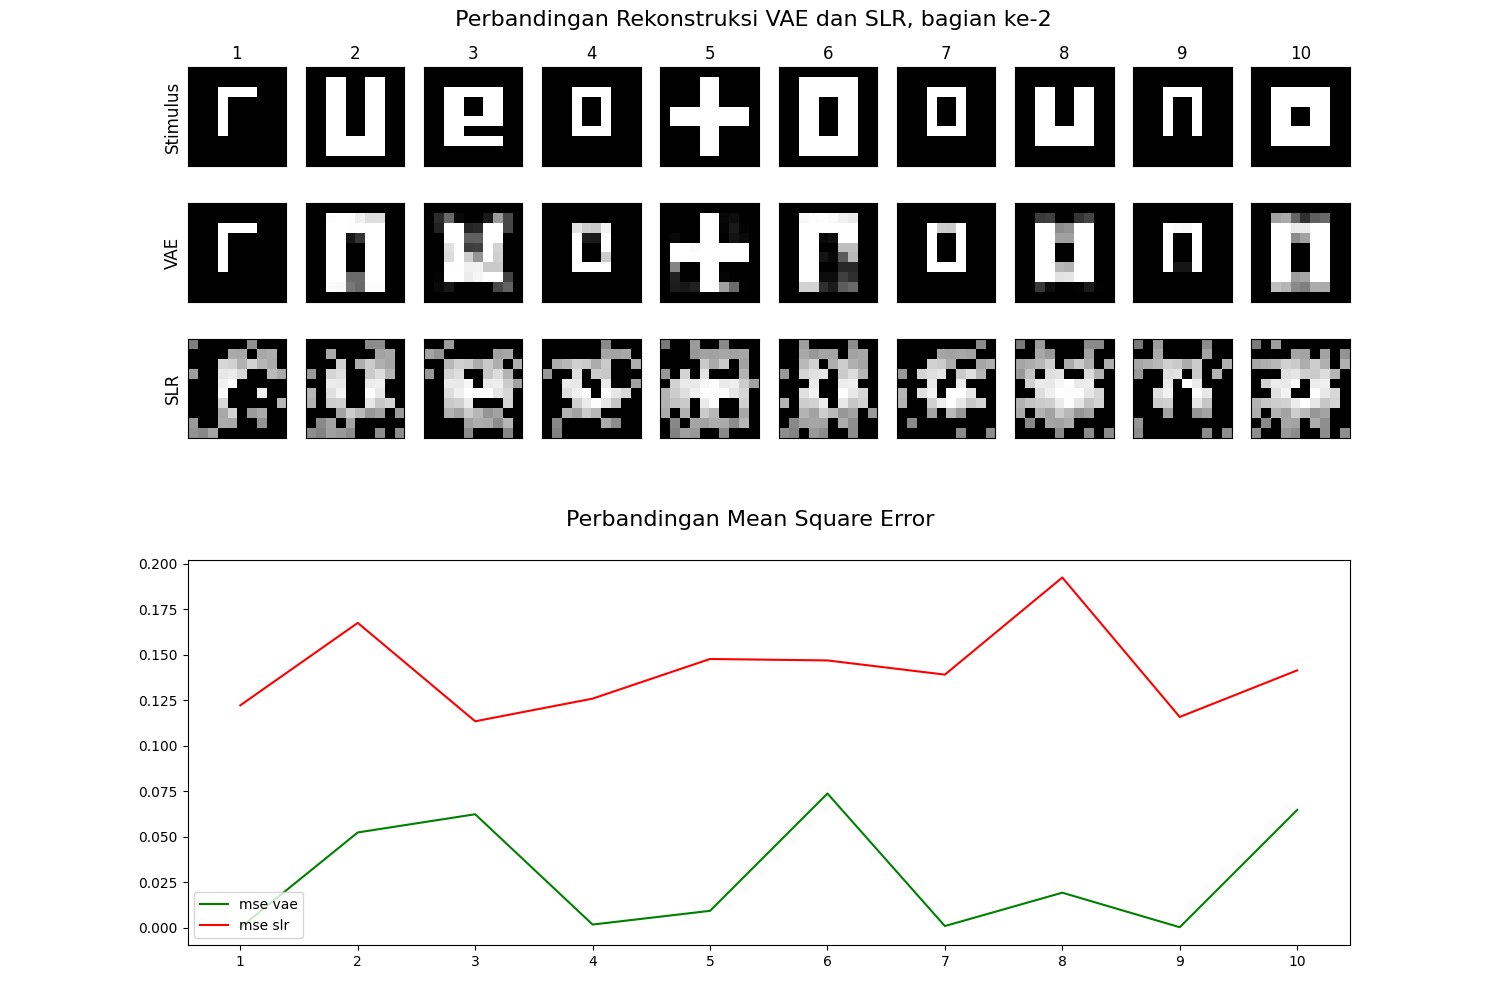 Perbandingan Rekonstruksi VAE dan SLR, bagian ke-2
1 2 3 4 5 6 7 8 9 10
Stimulus
VAE
SLR
Perbandingan Mean Square Error
0.200
0.175
0.150
0.125
0.100
0.075
0.050
0.025
0.000
mse vae
mse slr
1 2 3 4 5 6 7 8 9 10